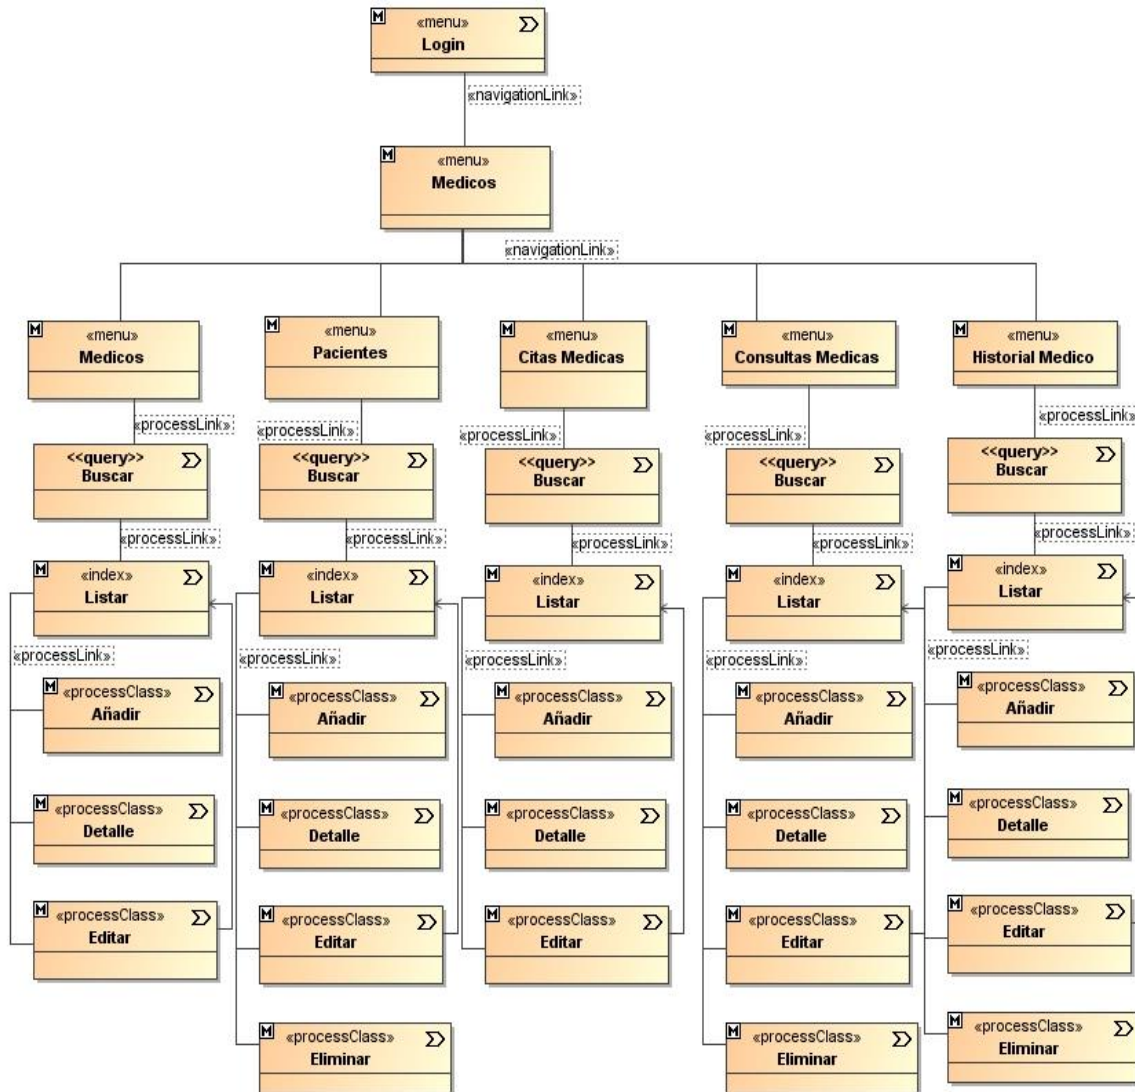 «menu»
Login
«navigationLink»
«menu»
Medicos
«navigationLink»
«menu»
Medicos
«menu»
Pacientes
«menu»
Citas Medicas
«menu»
Consultas Medicas
«menu»
Historial Medico
«processLink»
«processLink»
«processLink»
«processLink»
«processLink»
<<query>>
Buscar
<<query>>
Buscar
<<query>>
Buscar
<<query>>
Buscar
<<query>>
Buscar
«processLink»
«processLink»
«processLink»
«processLink»
«processLink»
«index»
Listar
«index»
Listar
«index»
Listar
«index»
Listar
«index»
Listar
«processLink»
«processLink»
«processLink»
«processLink»
«processLink»
«processClass»
Añadir
«processClass»
Añadir
«processClass»
Añadir
«processClass»
Añadir
«processClass»
Añadir
«processClass»
Detalle
«processClass»
Detalle
«processClass»
Detalle
«processClass»
Detalle
«processClass»
Detalle
«processClass»
Editar
«processClass»
Editar
«processClass»
Editar
«processClass»
Editar
«processClass»
Editar
«processClass»
Eliminar
«processClass»
Eliminar
«processClass»
Eliminar